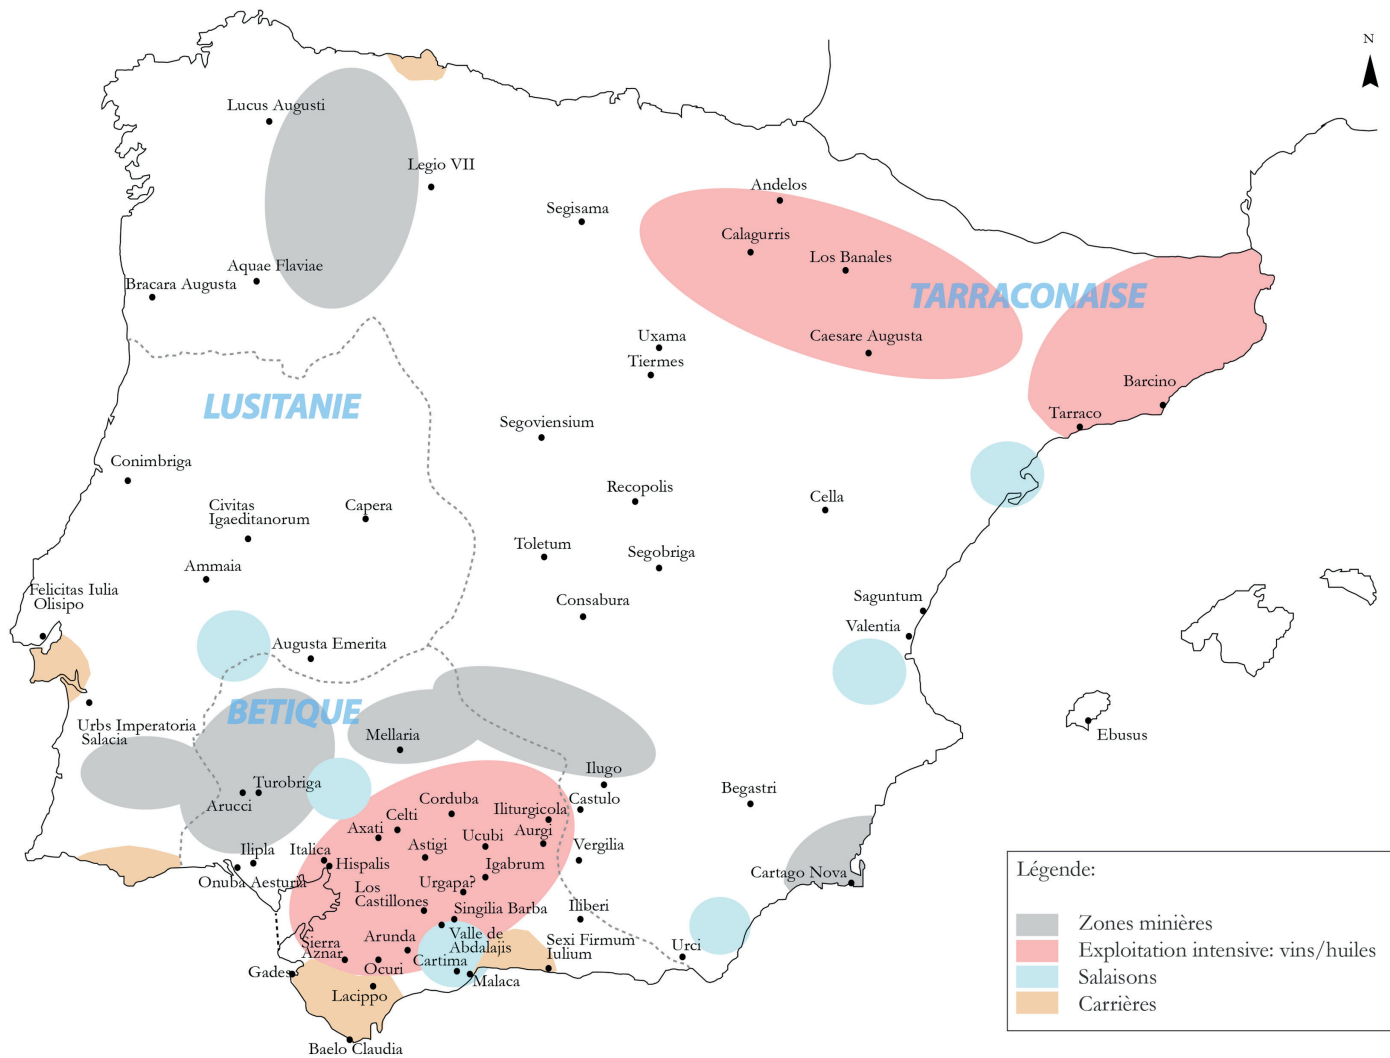 N
Lucus Augusti
Legio VII
Andelos
Segisama
Calagurris
Los Banales
Aquae Flaviae
Bracara Augusta
TARRACONAISE
Uxama
Tiermes
Caesare Augusta
Barcino
Tarraco
LUSITANIE
Segoviensium
Conimbriga
Recopolis
Cella
Civitas
Igaeditanorum
Capera
Toletum
Segobriga
Ammaia
Felicitas Iulia
Olisipo
Consabura
Saguntum
Valentia
Augusta Emerita
BETIQUE
Urbs Imperatoria
Salacia
Mellaria
Ebusus
Ilugo
Turobriga
Arucci
Begastri
Castulo
Corduba
Celti
Iliturgicola
Axati
Aurgi
Ucubi
Astigi
Vergilia
Ilipla
Italica
Hispalis
Igabrum
Onuba Aesturia
Urgapa?
Los
Castillones
Cartago Nova
Singilia Barba
Iliberi
Valle de
Abdalajis
Arunda
Sierra
Aznar
Cartima
Sexi Firmum
Iulium
Urci
Gades
Ocuri
Malaca
Lacippo
Baelo Claudia
Légende:
Zones minières
Exploitation intensive: vins/huiles
Salaisons
Carrières